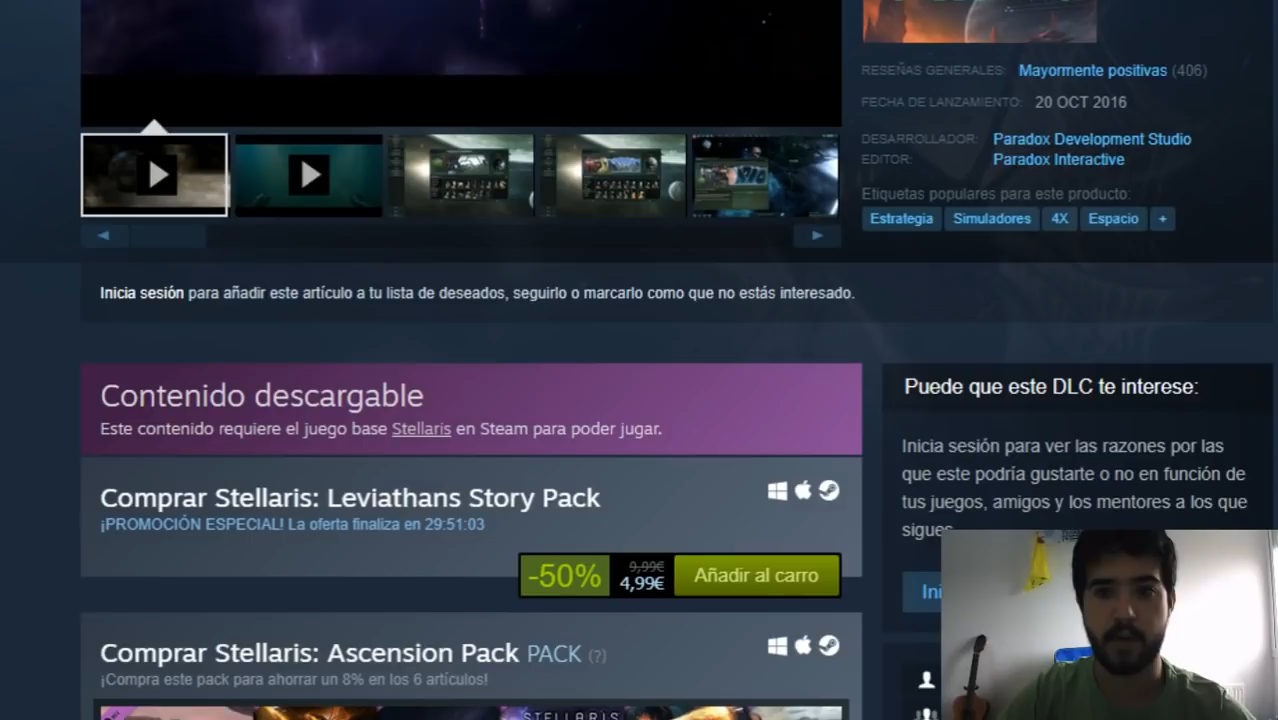 RESEÑAS GENERALES: Mayormente positivas (406)
FECHA DE LANZAMIENTO: 20 OCT 2016
DESARROLLADOR: Paradox Development Studio
EDITOR: Paradox Interactive
Etiquetas populares para este producto:
Estrategia Simuladores 4X Espacio +
Inicia sesión para añadir este artículo a tu lista de deseados, seguirlo o marcarlo como que no estás interesado.
Contenido descargable
Este contenido requiere el juego base Stellaris en Steam para poder jugar.
Comprar Stellaris: Leviathans Story Pack
¡PROMOCIÓN ESPECIAL! La oferta finaliza en 29:51:03
-50% 9,99€ 4,99€ Añadir al carro
Comprar Stellaris: Ascension Pack PACK (?)
¡Compra este pack para ahorrar un 8% en los 6 artículos!
STELLARIS
Puede que este DLC te interese:
Inicia sesión para ver las razones por las
que este podría gustarte o no en función de
tus juegos, amigos y los mentores a los que
sigues